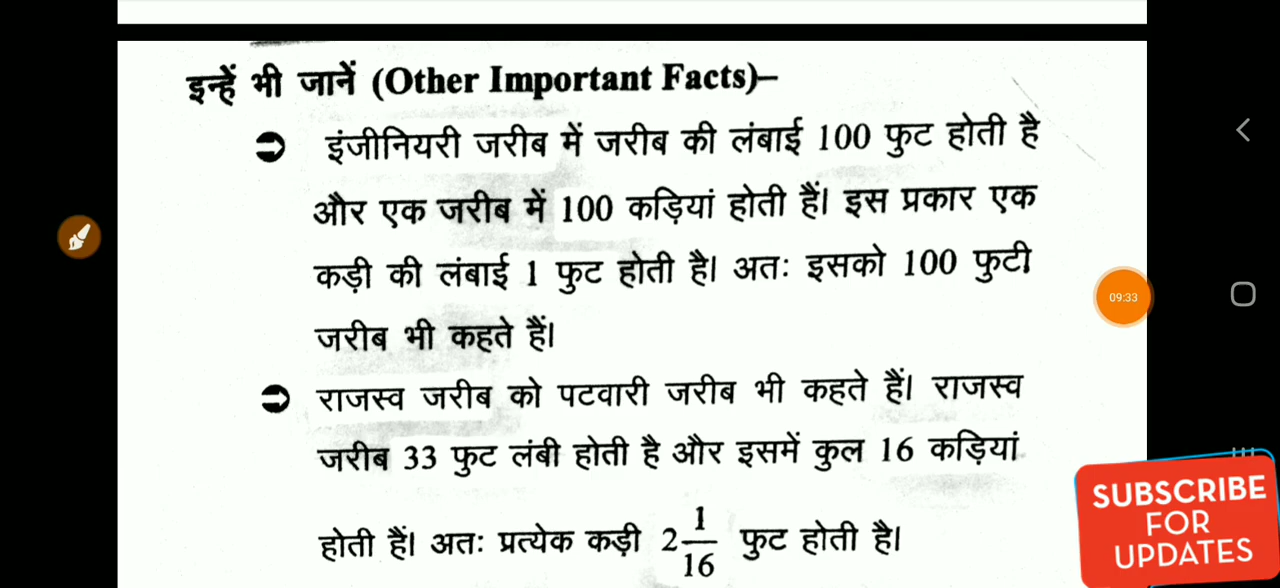 इन्हें भी जानें (Other Important Facts)–
➲ इंजीनियरी जरीब में जरीब की लंबाई 100 फुट होती है
और एक जरीब में 100 कड़ियां होती हैं। इस प्रकार एक
कड़ी की लंबाई 1 फुट होती है। अतः इसको 100 फुटी
09:33
जरीब भी कहते हैं।
➲ राजस्व जरीब को पटवारी जरीब भी कहते हैं। राजस्व
जरीब 33 फुट लंबी होती है और इसमें कुल 16 कड़ियां
होती हैं। अतः प्रत्येक कड़ी 2 1/16 फुट होती है।
SUBSCRIBE
FOR
UPDATES